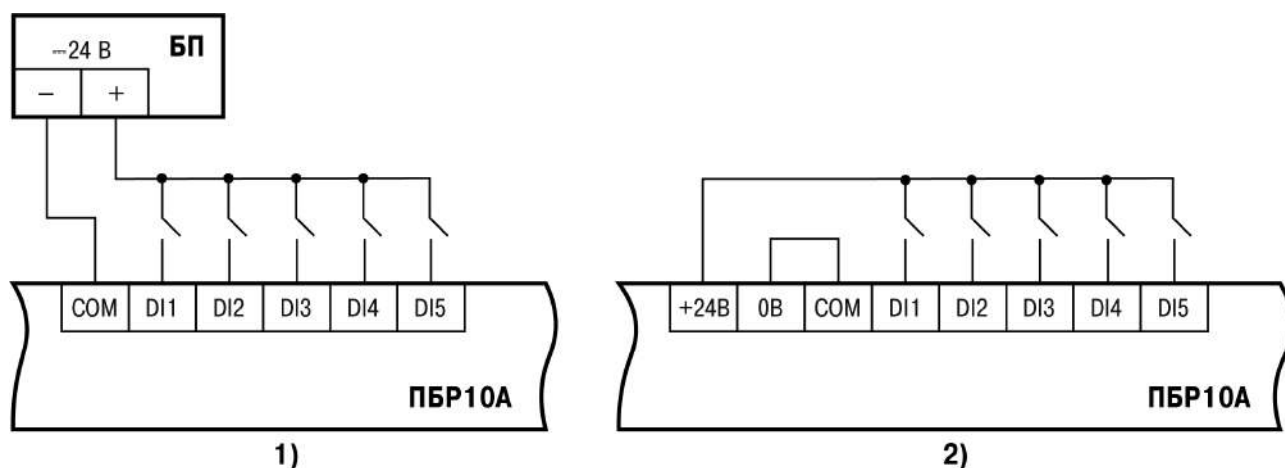 ⎓24 В БП
− +
COM DI1 DI2 DI3 DI4 DI5
ПБР10А
1)
+24В 0В COM DI1 DI2 DI3 DI4 DI5
ПБР10А
2)